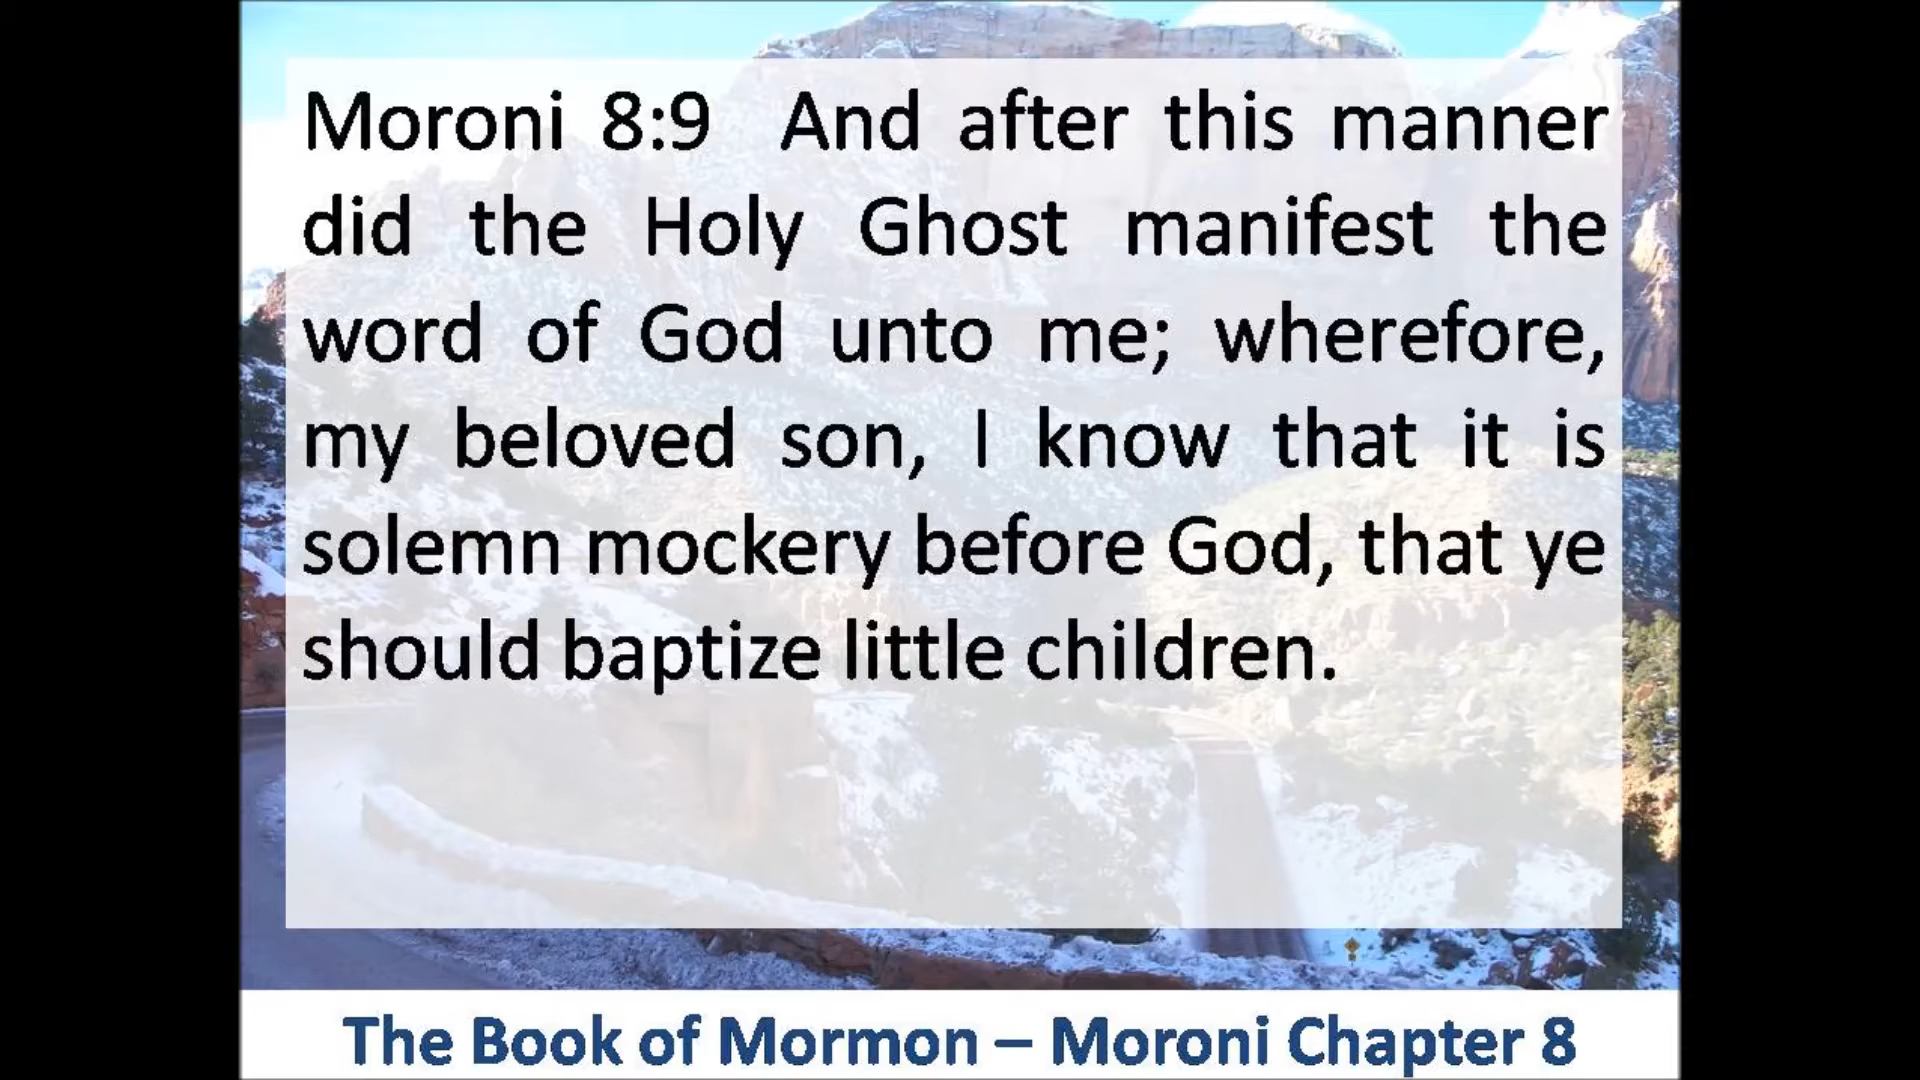 Moroni 8:9 And after this manner
did the Holy Ghost manifest the
word of God unto me; wherefore,
my beloved son, I know that it is
solemn mockery before God, that ye
should baptize little children.
The Book of Mormon – Moroni Chapter 8